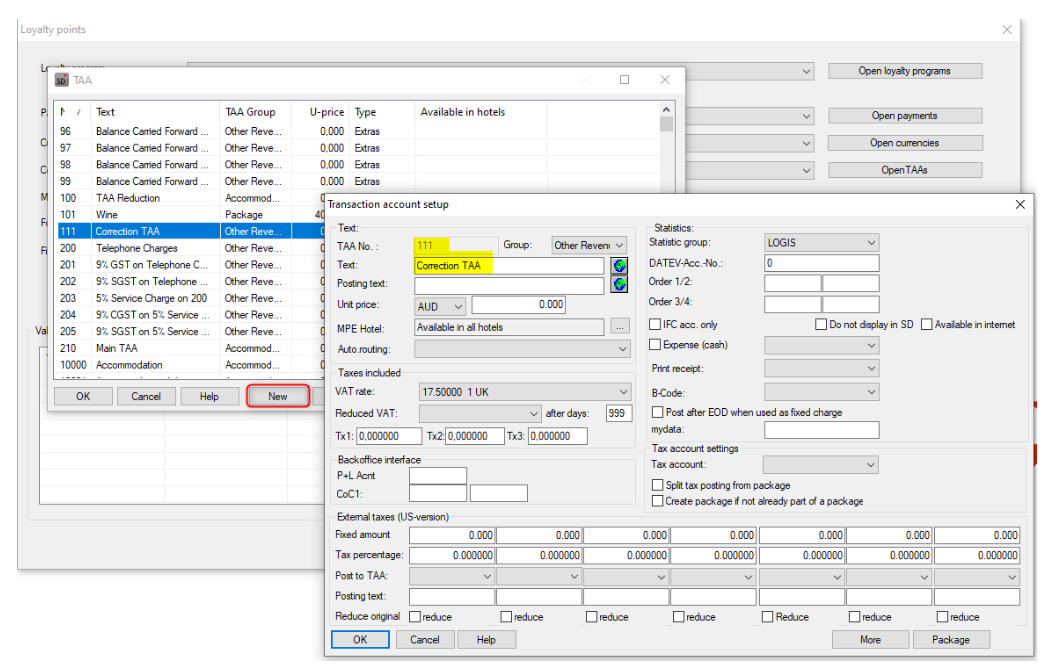 Loyalty points
Open loyalty programs
Open payments
Open currencies
OpenTAAs
SD TAA
Text TAA Group U-price Type Available in hotels
96 Balance Carried Forward ... Other Reve... 0,000 Extras
97 Balance Carried Forward ... Other Reve... 0,000 Extras
98 Balance Carried Forward ... Other Reve... 0,000 Extras
99 Balance Carried Forward ... Other Reve... 0,000 Extras
100 TAA Reduction Accommod...
101 Wine Package 40
111 Correction TAA Other Reve...
200 Telephone Charges Other Reve...
201 9% GST on Telephone C... Other Reve...
202 9% SGST on Telephone ... Other Reve...
203 5% Service Charge on 200 Other Reve...
204 9% CGST on 5% Service ... Other Reve...
205 9% SGST on 5% Service ... Other Reve...
210 Main TAA Accommod...
10000 Accommodation Accommod...
OK Cancel Help New
Transaction account setup
Text:
TAA No. : 111 Group: Other Revenu
Text: Correction TAA
Posting text:
Unit price: AUD 0.000
MPE Hotel: Available in all hotels ...
Auto.routing:
Taxes included
VAT rate: 17.50000 1 UK
Reduced VAT: after days: 999
Tx1: 0,000000 Tx2: 0,000000 Tx3: 0,000000
Backoffice interface
P+L Acnt
CoC1:
Statistics:
Statistic group: LOGIS
DATEV-Acc.-No.: 0
Order 1/2:
Order 3/4:
IFC acc. only Do not display in SD Available in internet
Expense (cash)
Print receipt:
B-Code:
Post after EOD when used as fixed charge
mydata:
Tax account settings
Tax account:
Split tax posting from package
Create package if not already part of a package
External taxes (US-version)
Fixed amount 0.000 0.000 0.000 0.000 0.000 0.000 0.000
Tax percentage: 0.000000 0.000000 0.000000 0.000000 0.000000 0.000000 0.000000
Post to TAA:
Posting text:
Reduce original reduce reduce reduce reduce Reduce reduce reduce
OK Cancel Help More Package